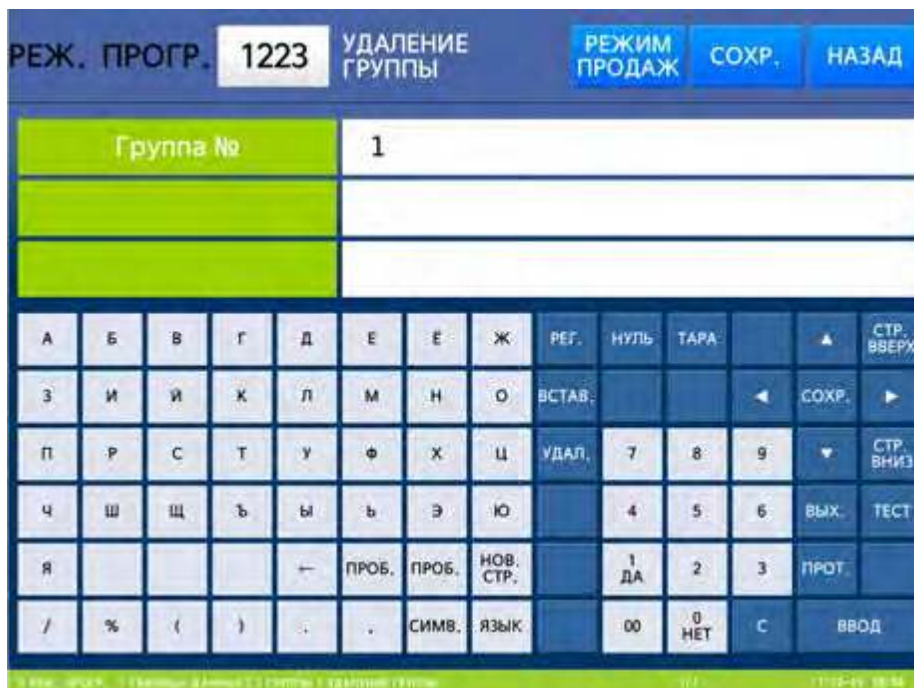 РЕЖ. ПРОГР. 1223 УДАЛЕНИЕ ГРУППЫ РЕЖИМ ПРОДАЖ СОХР. НАЗАД
Группа № 1
А Б В Г Д Е Ё Ж РЕГ. НУЛЬ ТАРА ▲ СТР. ВВЕРХ
З И Й К Л М Н О ВСТАВ. ◀ СОХР. ▶
П Р С Т У Ф Х Ц УДАЛ. 7 8 9 ▼ СТР. ВНИЗ
Ч Ш Щ Ъ Ы Ь Э Ю 4 5 6 ВЫХ. ТЕСТ
Я ← ПРОБ. ПРОБ. НОВ. СТР. 1 ДА 2 3 ПРОТ.
/ % ( ) . , СИМВ. ЯЗЫК 00 0 НЕТ С ВВОД